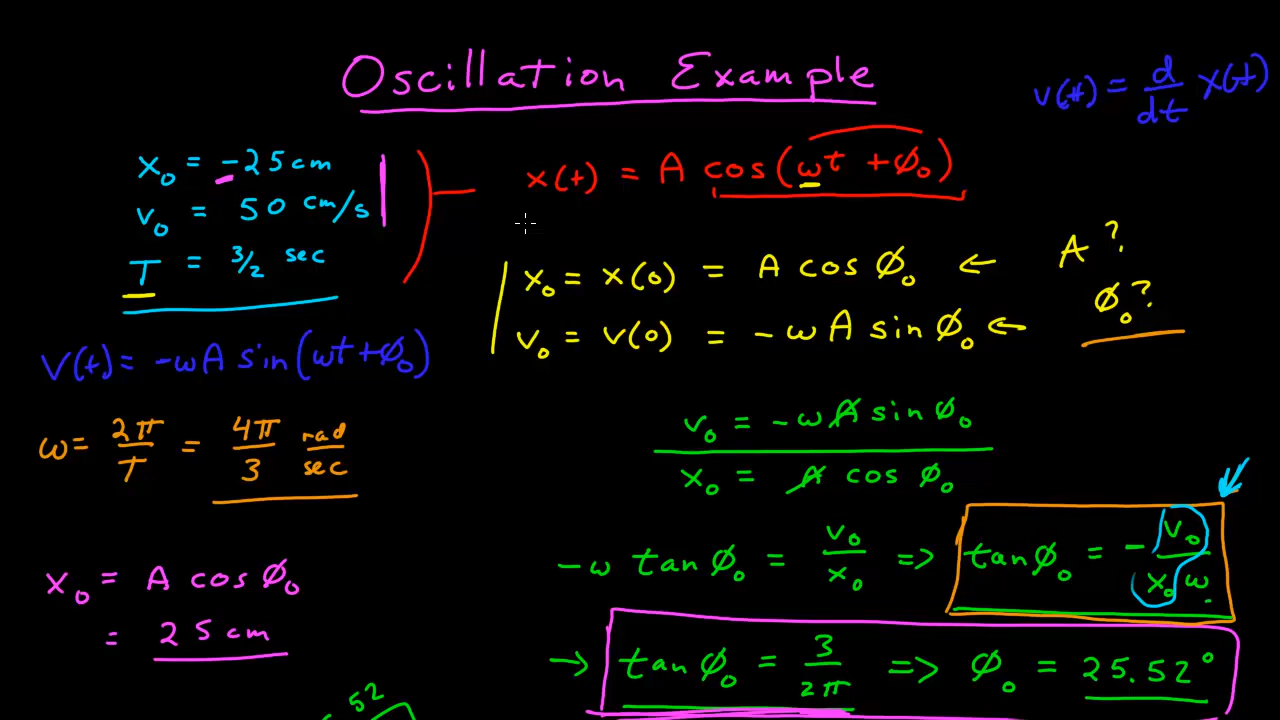 Oscillation Example
v(t) = d/dt x(t)
x₀ = -25 cm
v₀ = 50 cm/s
T = 3/2 sec
x(t) = A cos(ωt + φ₀)
x₀ = x(0) = A cos φ₀ ← A?
v₀ = v(0) = -ωA sin φ₀ ← φ₀?
V(t) = -ωA sin(ωt + φ₀)
ω = 2π/T = 4π/3 rad/sec
v₀ = -ωA sin φ₀
x₀ = A cos φ₀
-ω tan φ₀ = v₀/x₀ => tan φ₀ = - v₀/x₀ω
x₀ = A cos φ₀
= 25 cm
→ tan φ₀ = 3/2π => φ₀ = 25.52°
52